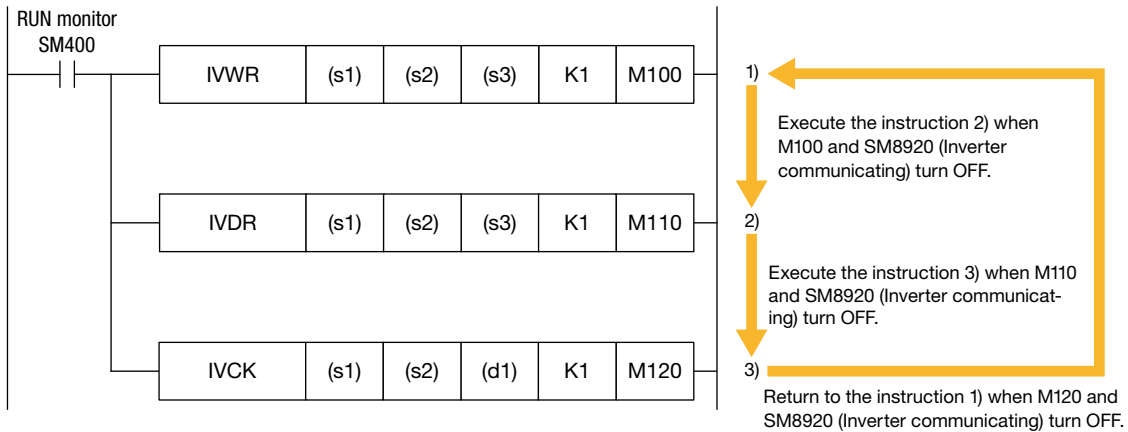 RUN monitor
SM400
IVWR (s1) (s2) (s3) K1 M100
1)
Execute the instruction 2) when
M100 and SM8920 (Inverter
communicating) turn OFF.
IVDR (s1) (s2) (s3) K1 M110
2)
Execute the instruction 3) when M110
and SM8920 (Inverter communicat-
ing) turn OFF.
IVCK (s1) (s2) (d1) K1 M120
3)
Return to the instruction 1) when M120 and
SM8920 (Inverter communicating) turn OFF.